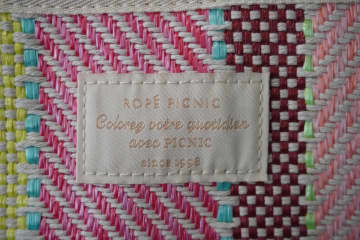 ROPÉ PICNIC
Colorez votre quotidien
avec PICNIC
since 1998